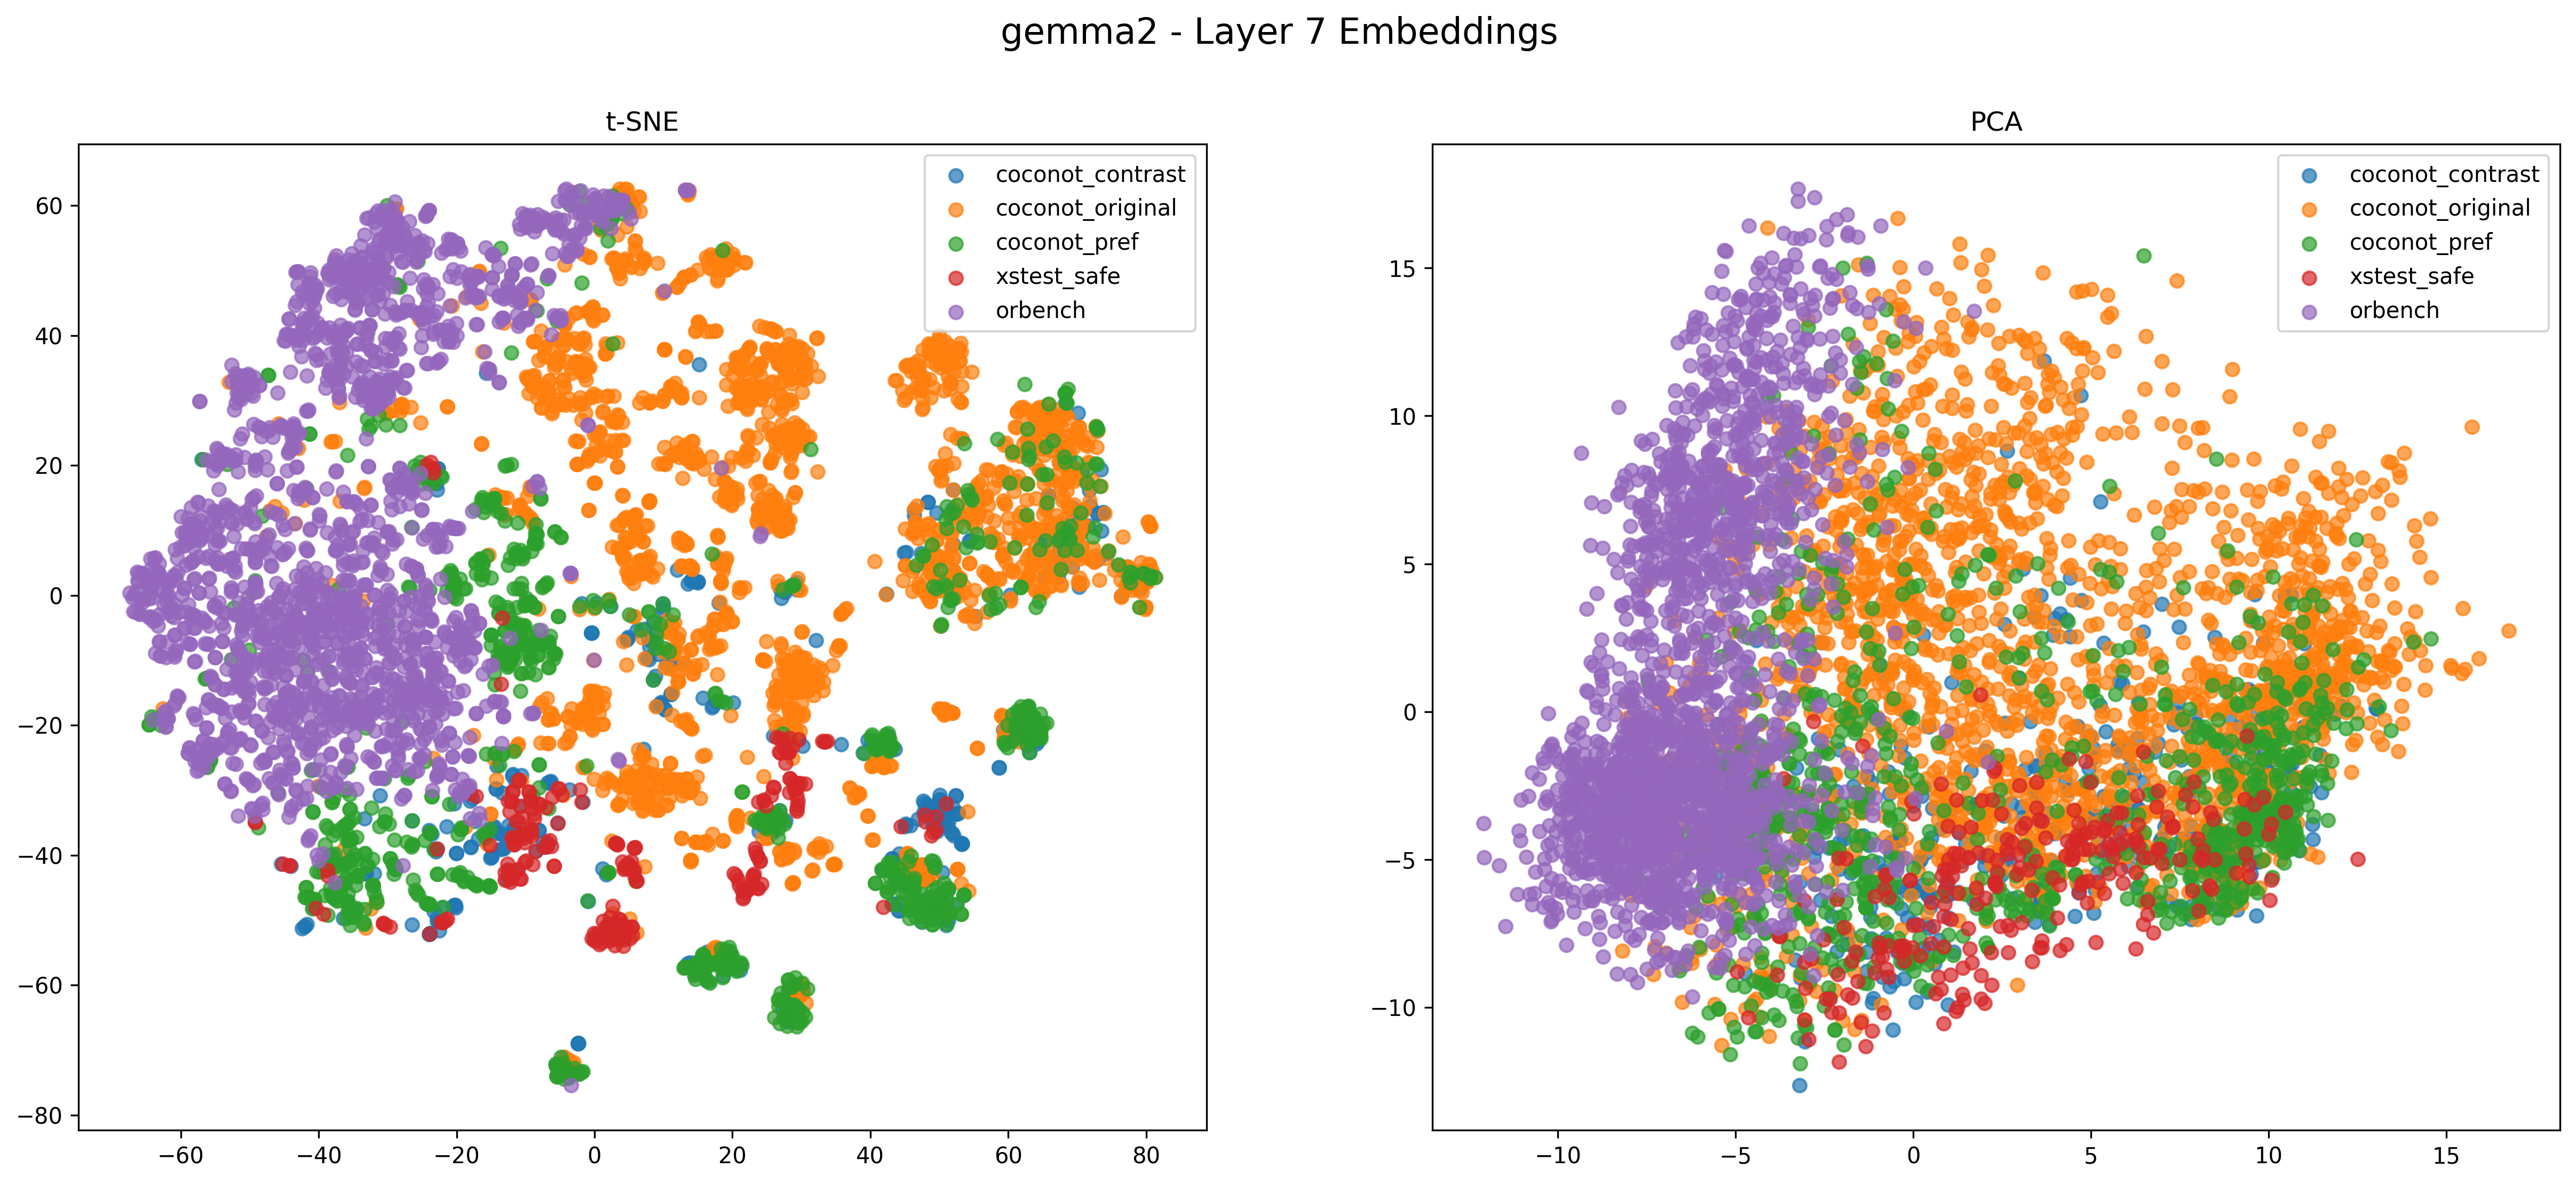 gemma2 - Layer 7 Embeddings
t-SNE
coconot_contrast
coconot_original
coconot_pref
xstest_safe
orbench
60
40
20
0
−20
−40
−60
−80
−60
−40
−20
0
20
40
60
80
PCA
coconot_contrast
coconot_original
coconot_pref
xstest_safe
orbench
15
10
5
0
−5
−10
−10
−5
0
5
10
15